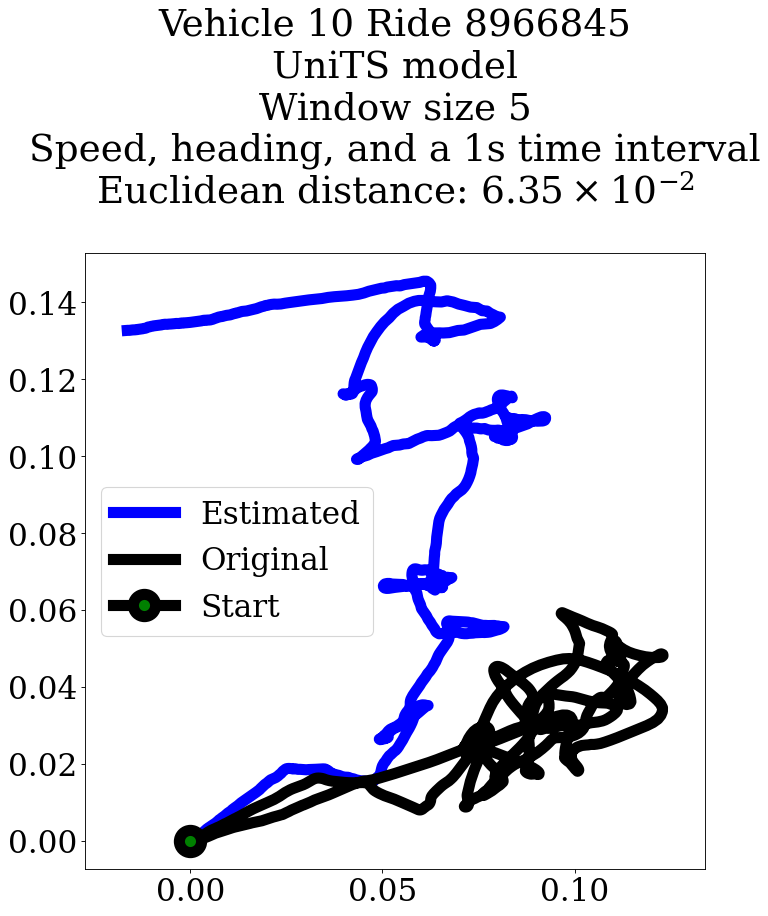 Vehicle 10 Ride 8966845
UniTS model
Window size 5
Speed, heading, and a 1s time interval
Euclidean distance: 6.35 × 10⁻²
0.14
0.12
0.10
0.08
0.06
0.04
0.02
0.00
Estimated
Original
Start
0.00 0.05 0.10